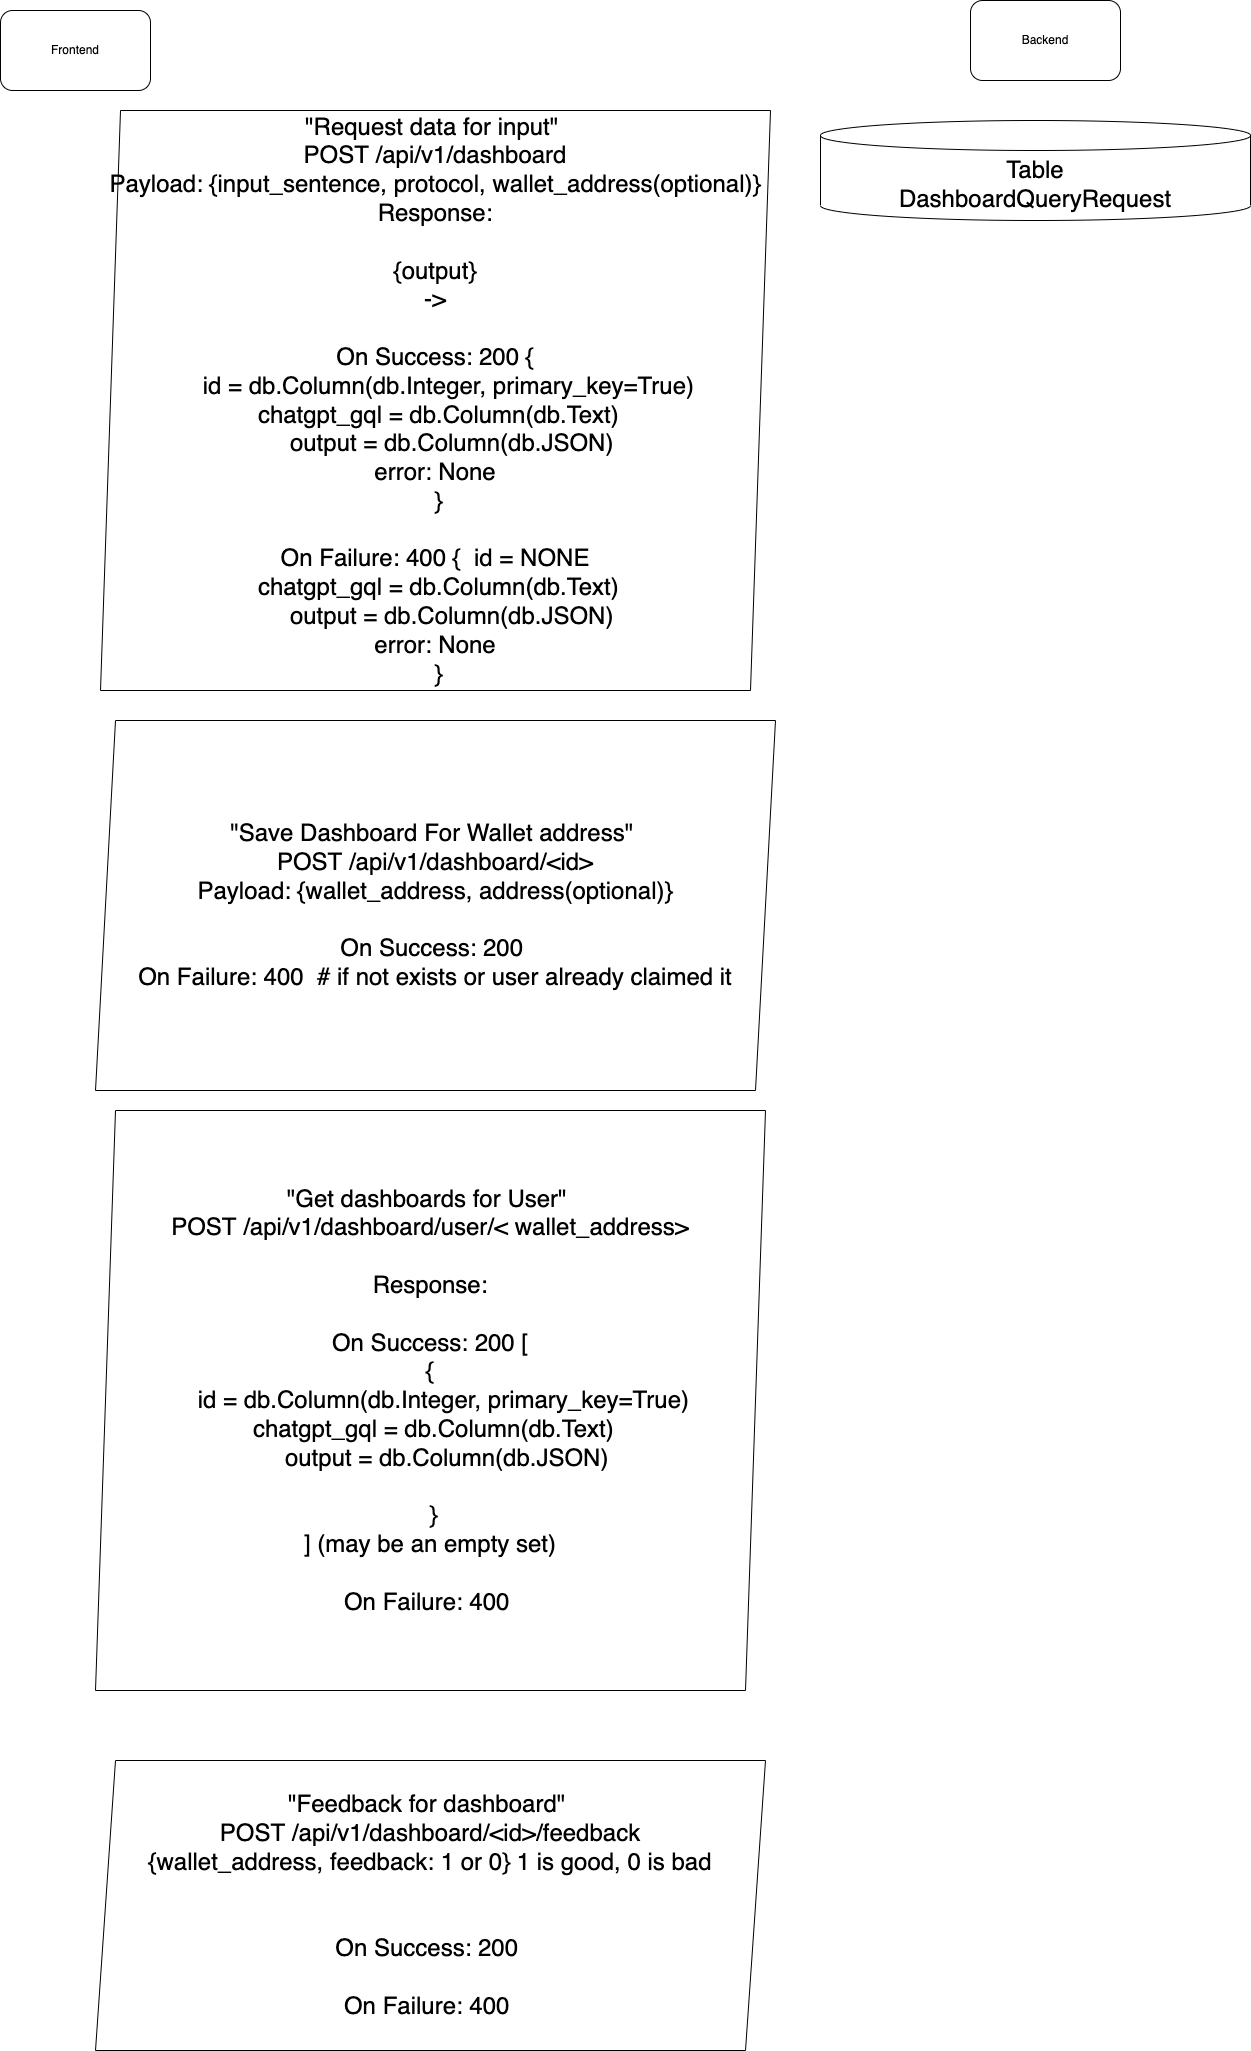 Frontend
Backend
"Request data for input"
POST /api/v1/dashboard
Payload: {input_sentence, protocol, wallet_address(optional)}
Response:
{output}
->
On Success: 200 {
id = db.Column(db.Integer, primary_key=True)
chatgpt_gql = db.Column(db.Text)
output = db.Column(db.JSON)
error: None
}
On Failure: 400 {  id = NONE
chatgpt_gql = db.Column(db.Text)
output = db.Column(db.JSON)
error: None
}
Table
DashboardQueryRequest
"Save Dashboard For Wallet address"
POST /api/v1/dashboard/<id>
Payload: {wallet_address, address(optional)}
On Success: 200
On Failure: 400  # if not exists or user already claimed it
"Get dashboards for User"
POST /api/v1/dashboard/user/< wallet_address>
Response:
On Success: 200 [
{
id = db.Column(db.Integer, primary_key=True)
chatgpt_gql = db.Column(db.Text)
output = db.Column(db.JSON)
}
] (may be an empty set)
On Failure: 400
"Feedback for dashboard"
POST /api/v1/dashboard/<id>/feedback
{wallet_address, feedback: 1 or 0} 1 is good, 0 is bad
On Success: 200
On Failure: 400